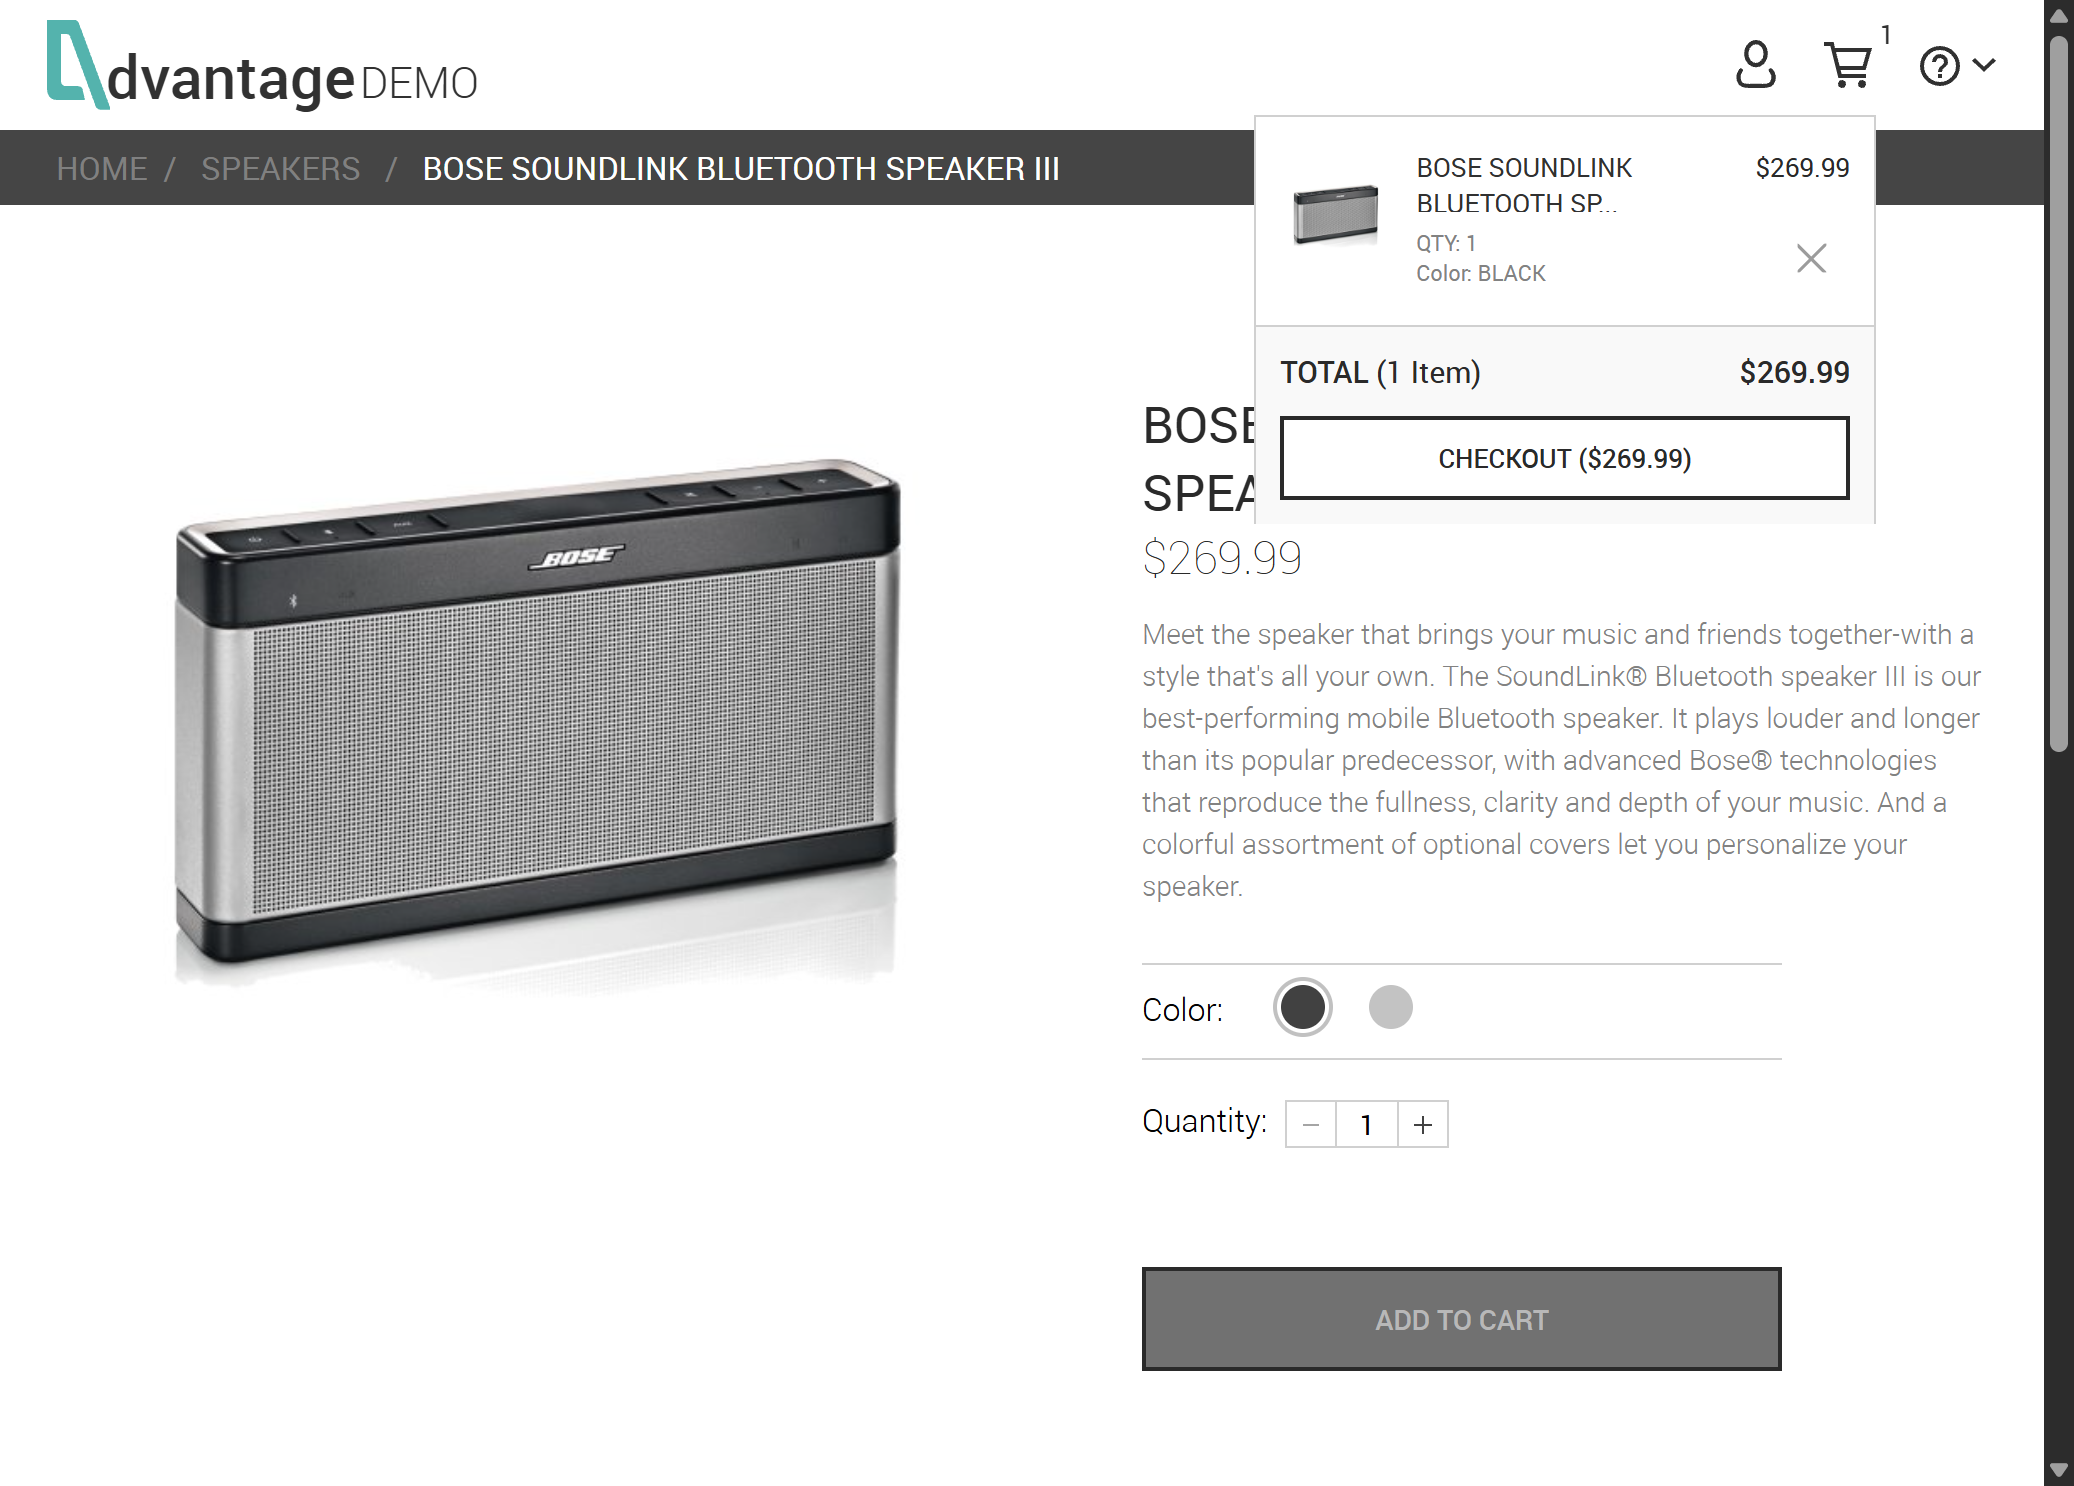 dvantage DEMO
1
HOME / SPEAKERS / BOSE SOUNDLINK BLUETOOTH SPEAKER III
BOSE SOUNDLINK $269.99
BLUETOOTH SP...
QTY: 1
Color: BLACK
TOTAL (1 Item) $269.99
CHECKOUT ($269.99)
BOSE
SPEA
$269.99
Meet the speaker that brings your music and friends together-with a
style that's all your own. The SoundLink® Bluetooth speaker III is our
best-performing mobile Bluetooth speaker. It plays louder and longer
than its popular predecessor, with advanced Bose® technologies
that reproduce the fullness, clarity and depth of your music. And a
colorful assortment of optional covers let you personalize your
speaker.
BOSE
Color:
Quantity: − 1 +
ADD TO CART